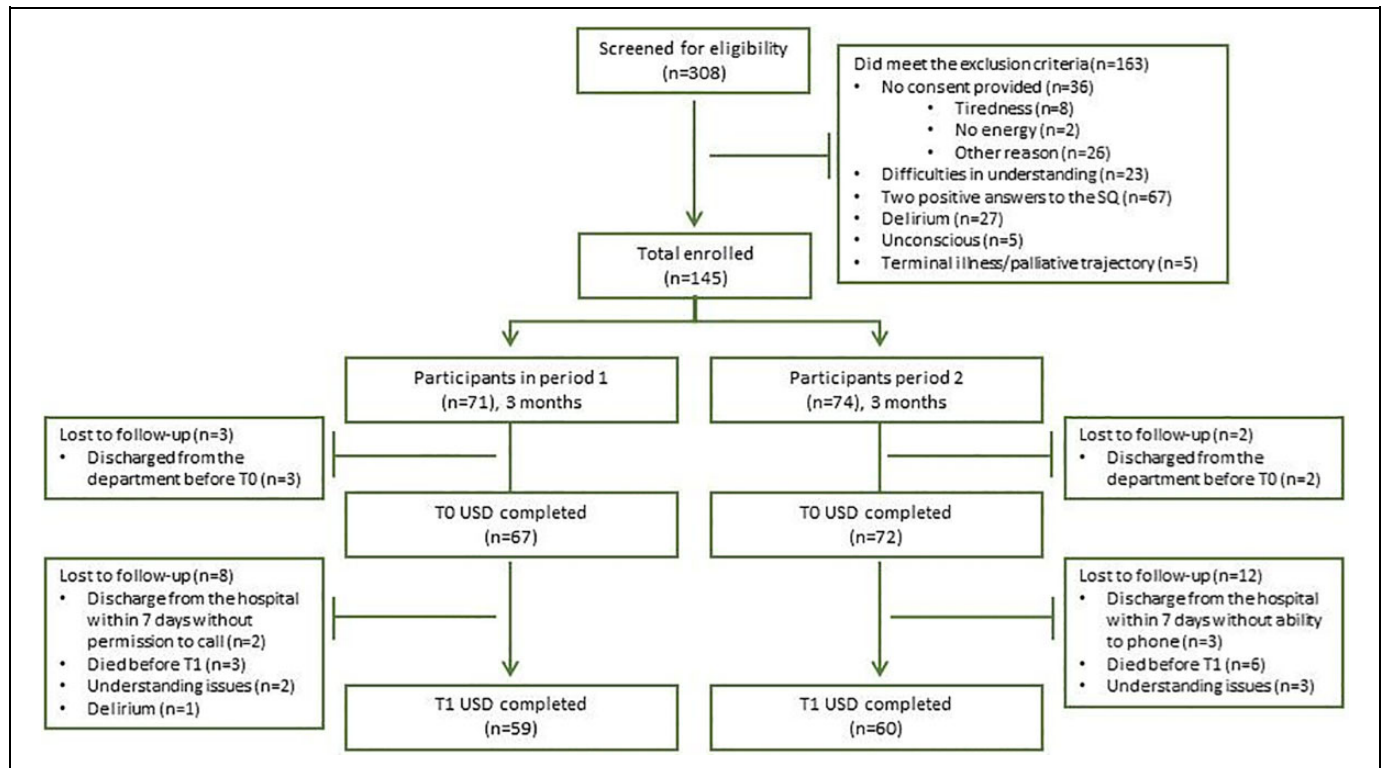 Screened for eligibility
(n=308)
Did meet the exclusion criteria(n=163)
• No consent provided (n=36)
• Tiredness (n=8)
• No energy (n=2)
• Other reason (n=26)
• Difficulties in understanding (n=23)
• Two positive answers to the SQ (n=67)
• Delirium (n=27)
• Unconscious (n=5)
• Terminal illness/palliative trajectory (n=5)
Total enrolled
(n=145)
Participants in period 1
(n=71), 3 months
Participants period 2
(n=74), 3 months
Lost to follow-up (n=3)
• Discharged from the
department before T0 (n=3)
Lost to follow-up (n=2)
• Discharged from the
department before T0 (n=2)
T0 USD completed
(n=67)
T0 USD completed
(n=72)
Lost to follow-up (n=8)
• Discharge from the hospital
within 7 days without
permission to call (n=2)
• Died before T1 (n=3)
• Understanding issues (n=2)
• Delirium (n=1)
Lost to follow-up (n=12)
• Discharge from the hospital
within 7 days without ability
to phone (n=3)
• Died before T1 (n=6)
• Understanding issues (n=3)
T1 USD completed
(n=59)
T1 USD completed
(n=60)